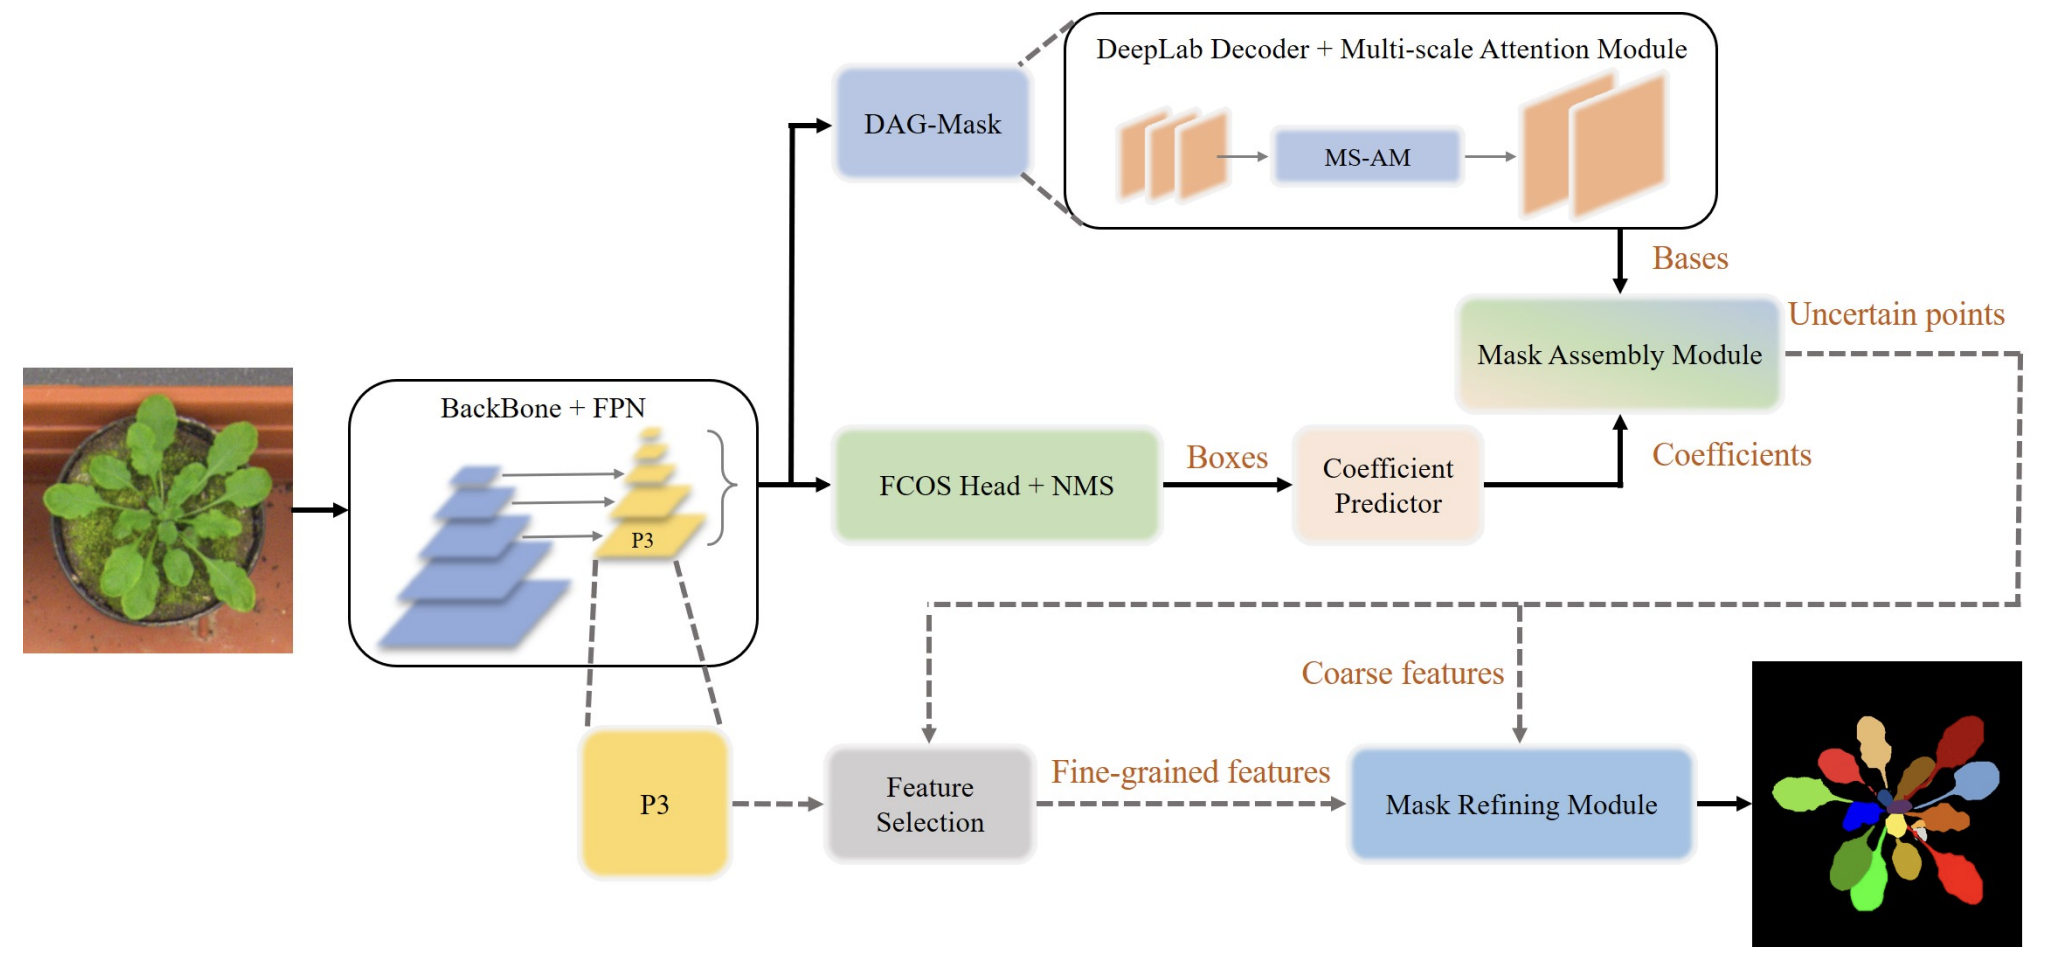 DeepLab Decoder + Multi-scale Attention Module
DAG-Mask
MS-AM
Bases
Uncertain points
Mask Assembly Module
BackBone + FPN
P3
FCOS Head + NMS
Boxes
Coefficient
Predictor
Coefficients
Coarse features
P3
Feature
Selection
Fine-grained features
Mask Refining Module